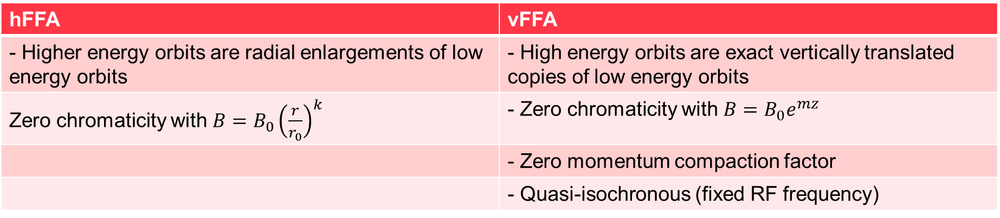 hFFA
vFFA
- Higher energy orbits are radial enlargements of low
energy orbits
- High energy orbits are exact vertically translated
copies of low energy orbits
Zero chromaticity with $B = B_0 \left(\frac{r}{r_0}\right)^k$
- Zero chromaticity with $B = B_0 e^{mz}$
- Zero momentum compaction factor
- Quasi-isochronous (fixed RF frequency)